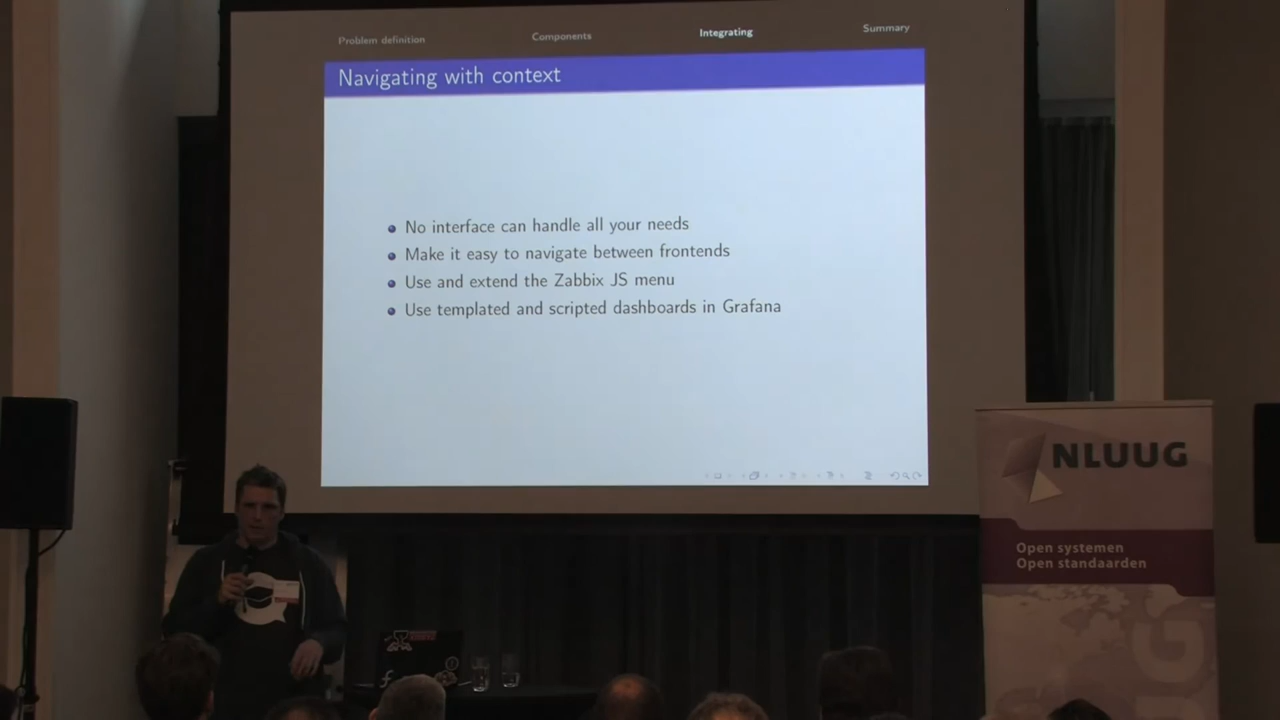 Problem definition
Components
Integrating
Summary
Navigating with context
No interface can handle all your needs
Make it easy to navigate between frontends
Use and extend the Zabbix JS menu
Use templated and scripted dashboards in Grafana
NLUUG
Open systemen
Open standaarden